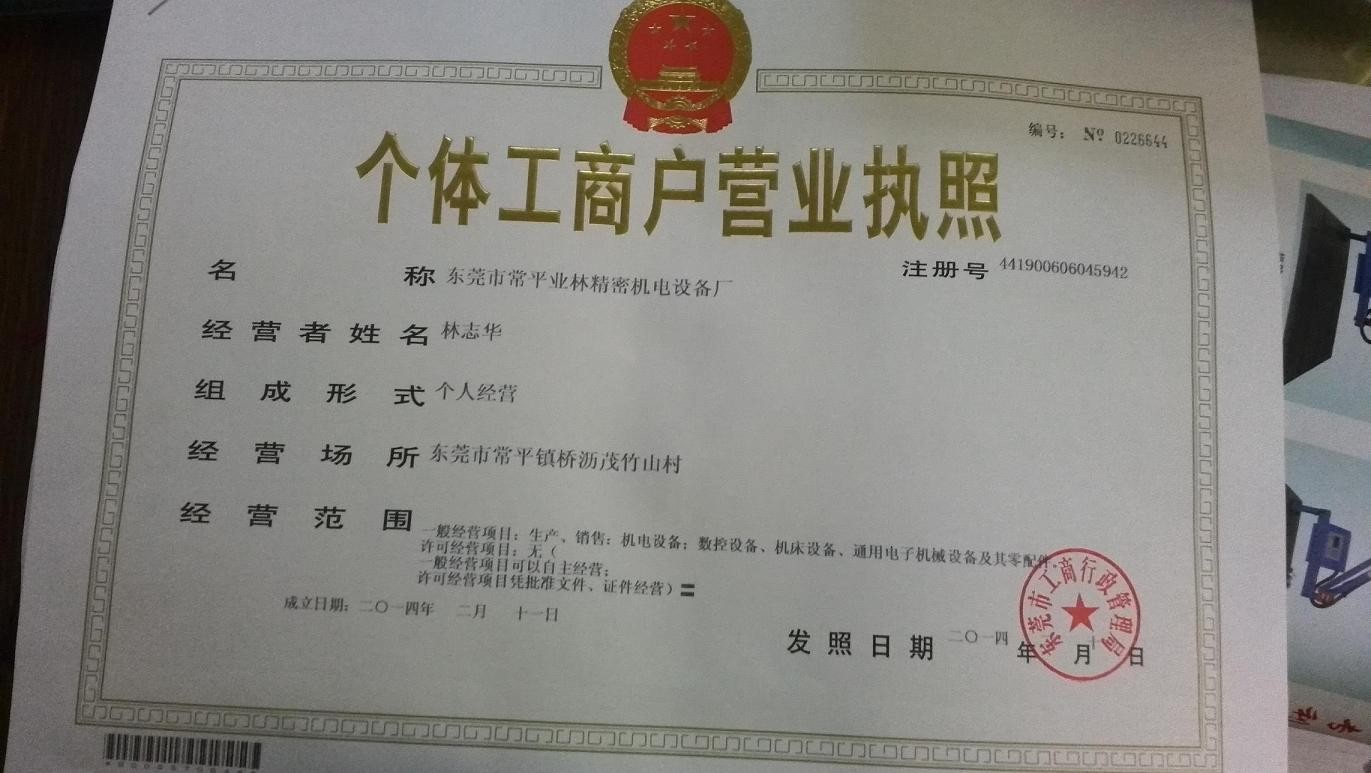 编号： Nº 0226644
个体工商户营业执照
注册号 441900606045942
名称 东莞市常平业林精密机电设备厂
经营者姓名 林志华
组成形式 个人经营
经营场所 东莞市常平镇桥沥茂竹山村
经营范围 一般经营项目：生产、销售：机电设备；数控设备、机床设备、通用电子机械设备及其零配件。
许可经营项目：无（
一般经营项目可以自主经营；
许可经营项目凭批准文件、证件经营）〓
成立日期：二〇一四年 二月 十一日
发照日期 二〇一四 年 月 日
东莞市工商行政管理局